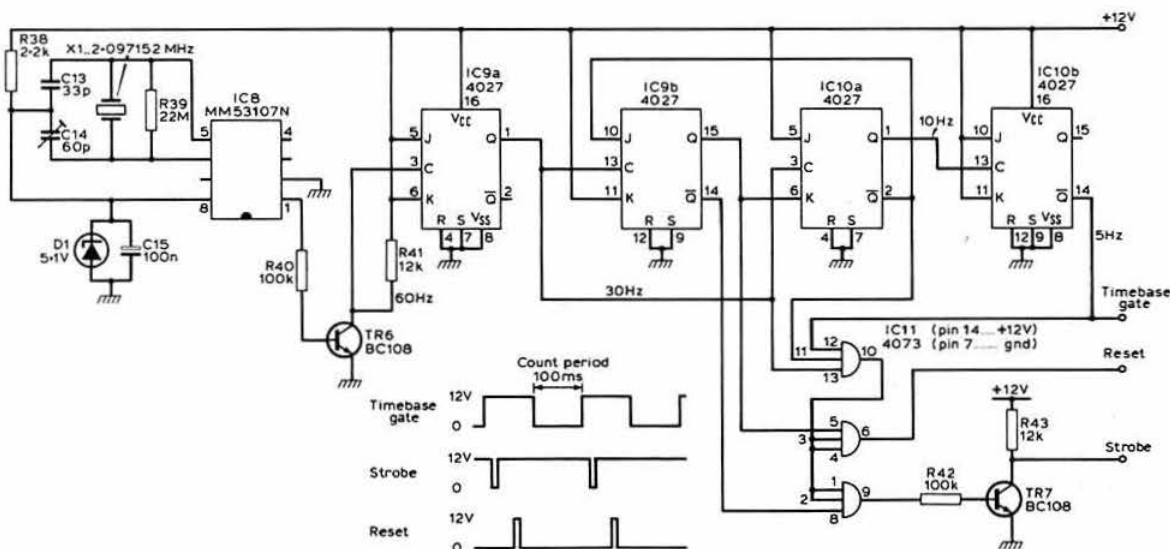 +12V
R38
2·2k
X1..2·097152 MHz
C13
33p
C14
60p
R39
22M
IC8
MM53107N
5
4
8
1
D1
5·1V
C15
100n
R40
100k
TR6
BC108
R41
12k
60Hz
IC9a
4027
16
VCC
5
J
Q
1
3
C
6
K
Q
2
R
S
VSS
4
7
8
30Hz
IC9b
4027
10
J
Q
15
13
C
11
K
Q
14
R
S
12
9
IC10a
4027
5
J
Q
1
3
C
6
K
Q
2
R
S
4
7
10Hz
IC10b
4027
16
VCC
10
J
Q
15
13
C
11
K
Q
14
R
S
VSS
12
9
8
5Hz
Timebase
gate
IC11 (pin 14.....+12V)
4073 (pin 7........ gnd)
12
11
10
13
Reset
5
3
6
4
+12V
R43
12k
Strobe
1
2
9
8
R42
100k
TR7
BC108
Count period
100ms
Timebase
gate
12V
0
Strobe
12V
0
Reset
12V
0